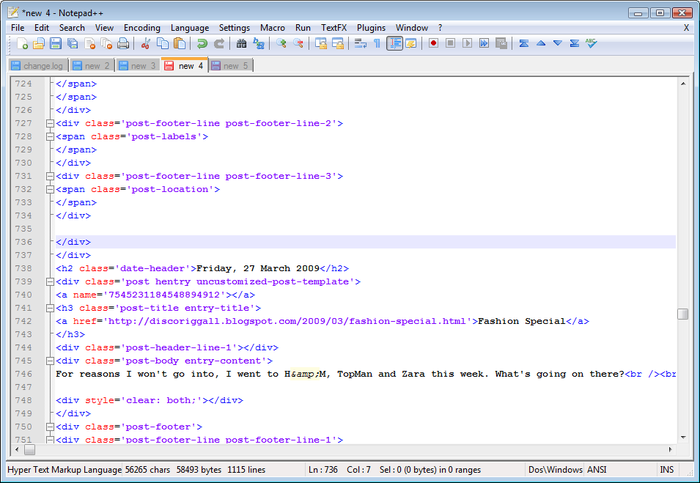 *new  4 - Notepad++
File Edit Search View Encoding Language Settings Macro Run TextFX Plugins Window ? X
change.log new  2 new  3 new  4 new  5
724 </span>
725 </span>
726 </div>
727 <div class='post-footer-line post-footer-line-2'>
728 <span class='post-labels'>
729 </span>
730 </div>
731 <div class='post-footer-line post-footer-line-3'>
732 <span class='post-location'>
733 </span>
734 </div>
735
736 </div>
737 </div>
738 <h2 class='date-header'>Friday, 27 March 2009</h2>
739 <div class='post hentry uncustomized-post-template'>
740 <a name='7545231184548894912'></a>
741 <h3 class='post-title entry-title'>
742 <a href='http://discoriggall.blogspot.com/2009/03/fashion-special.html'>Fashion Special</a>
743 </h3>
744 <div class='post-header-line-1'></div>
745 <div class='post-body entry-content'>
746 For reasons I won't go into, I went to H&amp;M, TopMan and Zara this week. What's going on there?<br /><br
747
748 <div style='clear: both;'></div>
749 </div>
750 <div class='post-footer'>
751 <div class='post-footer-line post-footer-line-1'>
Hyper Text Markup Language 56265 chars 58493 bytes 1115 lines Ln : 736 Col : 7 Sel : 0 (0 bytes) in 0 ranges Dos\Windows ANSI INS